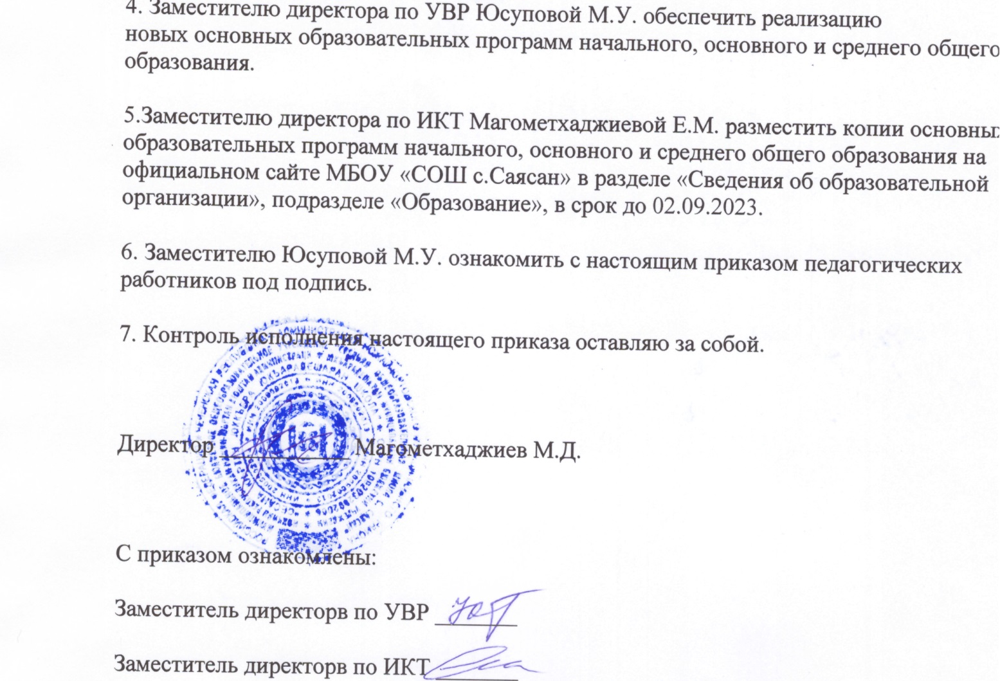 4. Заместителю директора по УВР Юсуповой М.У. обеспечить реализацию
новых основных образовательных программ начального, основного и среднего общего
образования.
5.Заместителю директора по ИКТ Магометхаджиевой Е.М. разместить копии основных
образовательных программ начального, основного и среднего общего образования на
официальном сайте МБОУ «СОШ с.Саясан» в разделе «Сведения об образовательной
организации», подразделе «Образование», в срок до 02.09.2023.
6. Заместителю Юсуповой М.У. ознакомить с настоящим приказом педагогических
работников под подпись.
7. Контроль исполнения настоящего приказа оставляю за собой.
Директор ___________ Магометхаджиев М.Д.
С приказом ознакомлены:
Заместитель директорв по УВР _______
Заместитель директорв по ИКТ _______